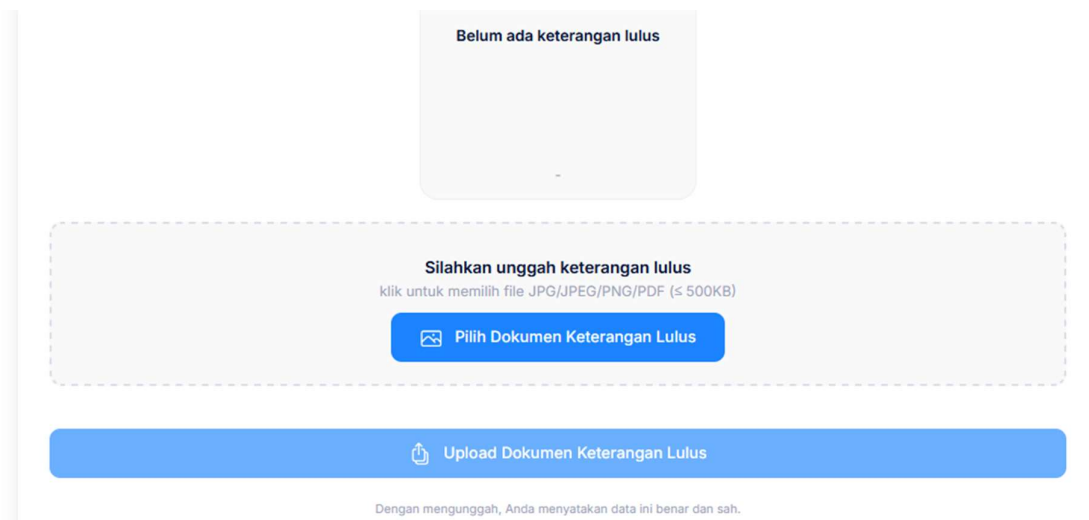 Belum ada keterangan lulus
-
Silahkan unggah keterangan lulus
klik untuk memilih file JPG/JPEG/PNG/PDF (≤ 500KB)
Pilih Dokumen Keterangan Lulus
Upload Dokumen Keterangan Lulus
Dengan mengunggah, Anda menyatakan data ini benar dan sah.